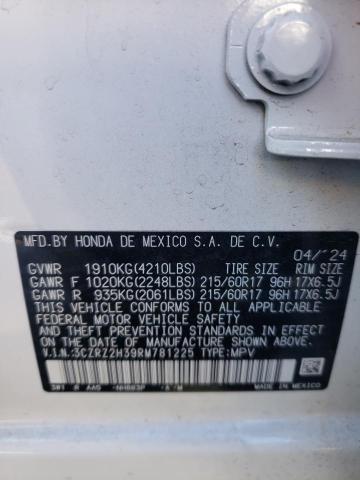 MFD.BY HONDA DE MEXICO S.A. DE C.V.
04/'24
GVWR 1910KG(4210LBS) TIRE SIZE RIM SIZE
GAWR F 1020KG(2248LBS) 215/60R17 96H 17X6.5J
GAWR R 935KG(2061LBS) 215/60R17 96H 17X6.5J
THIS VEHICLE CONFORMS TO ALL APPLICABLE
FEDERAL MOTOR VEHICLE SAFETY, BUMPER, AND THEFT
PREVENTION STANDARDS IN EFFECT ON THE DATE OF
MANUFACTURE SHOWN ABOVE.
V.I.N.:3CZRZ2H39RM781225 TYPE:MPV
MADE IN MEXICO